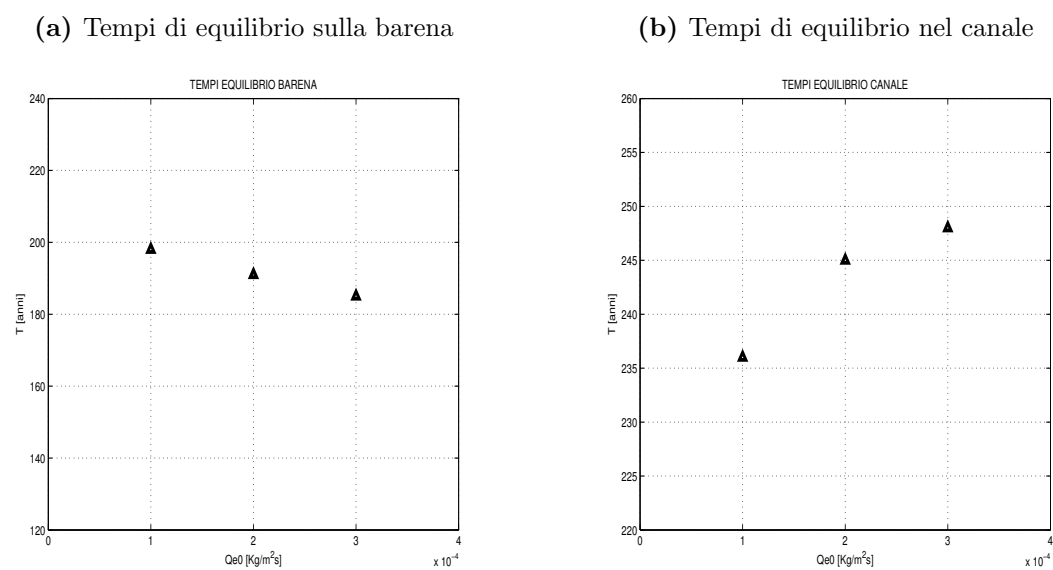 (a) Tempi di equilibrio sulla barena
TEMPI EQUILIBRIO BARENA
240
220
200
180
160
140
120
T [anni]
0 1 2 3 4
Qe0 [Kg/m²s]
x 10⁻⁴
(b) Tempi di equilibrio nel canale
TEMPI EQUILIBRIO CANALE
260
255
250
245
240
235
230
225
220
T [anni]
0 1 2 3 4
Qe0 [Kg/m²s]
x 10⁻⁴